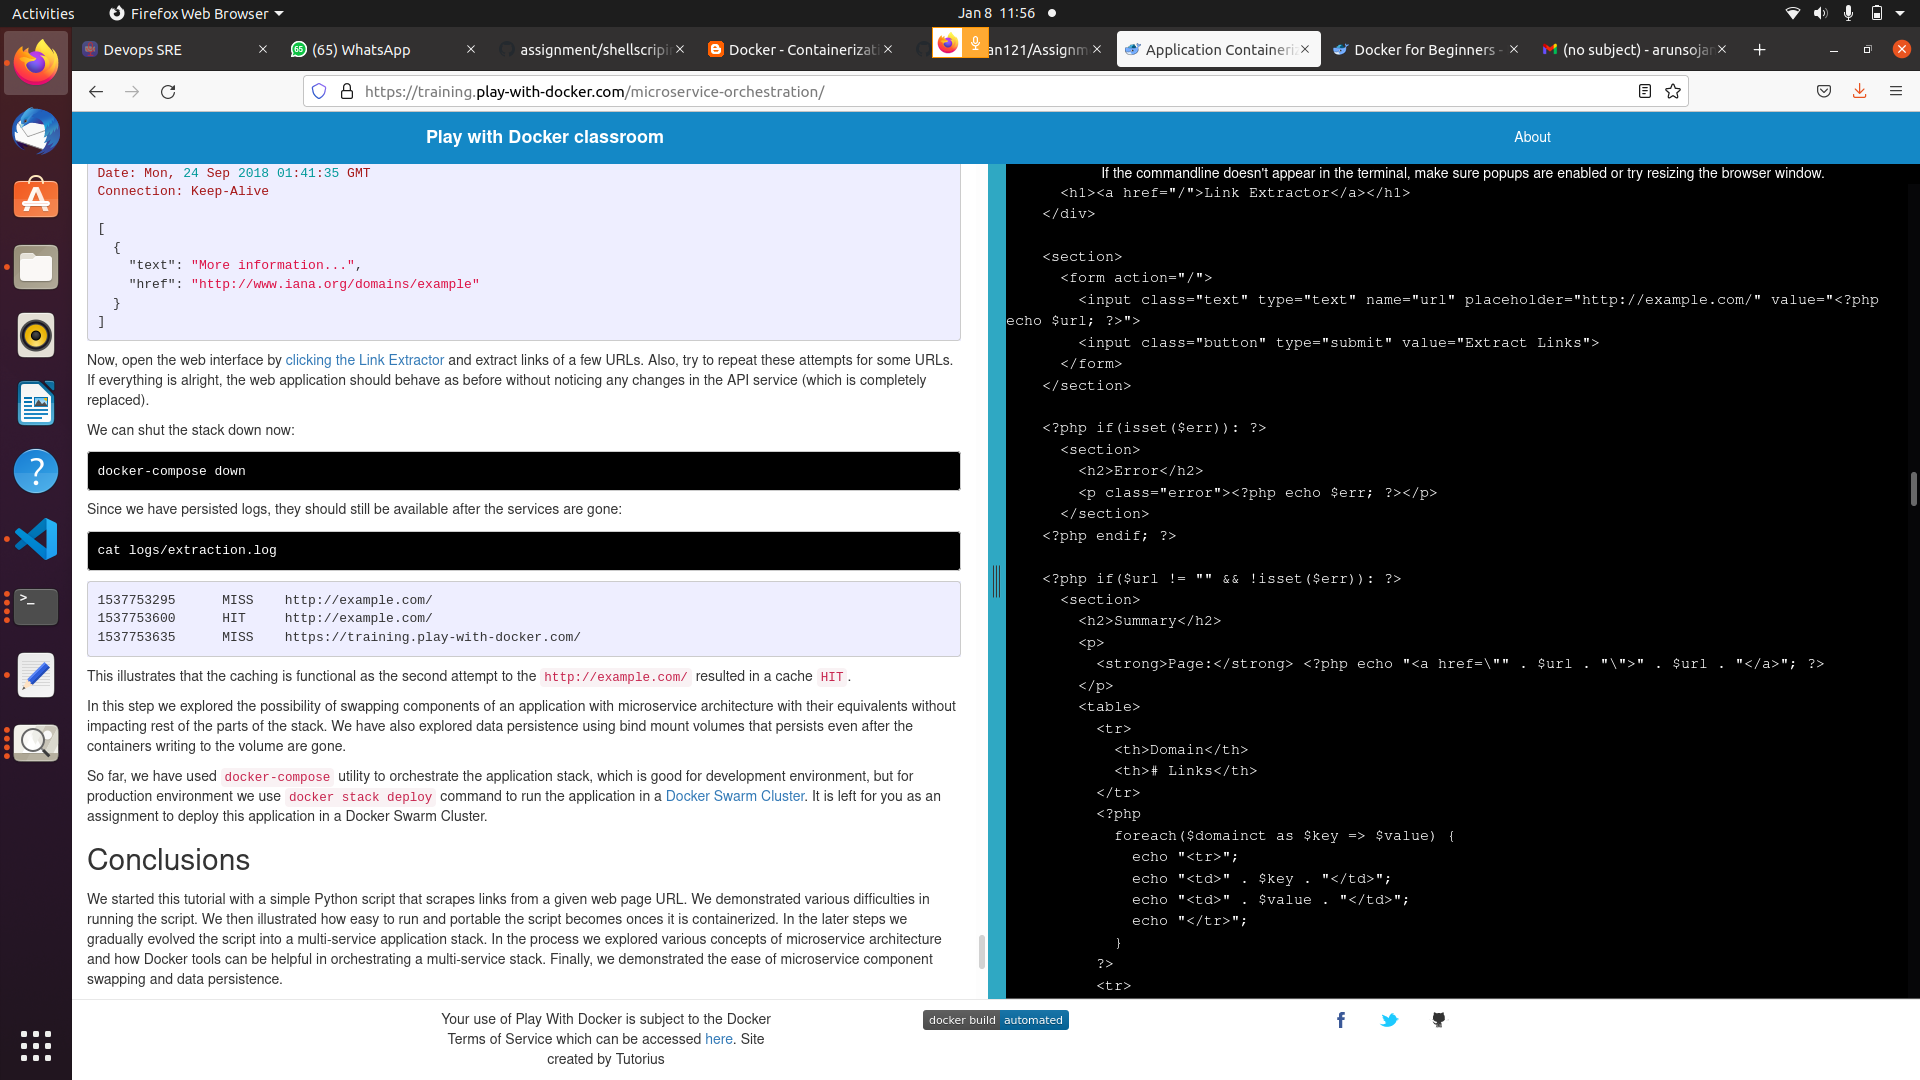 Activities
Firefox Web Browser
Jan 8 11:56
Devops SRE
(65) WhatsApp
assignment/shellscripi
Docker - Containerizati
an121/Assignm
Application Containeri
Docker for Beginners -
(no subject) - arunsojan
https://training.play-with-docker.com/microservice-orchestration/
Play with Docker classroom
About
Date: Mon, 24 Sep 2018 01:41:35 GMT
Connection: Keep-Alive
[
{
"text": "More information...",
"href": "http://www.iana.org/domains/example"
}
]
Now, open the web interface by clicking the Link Extractor and extract links of a few URLs. Also, try to repeat these attempts for some URLs.
If everything is alright, the web application should behave as before without noticing any changes in the API service (which is completely
replaced).
We can shut the stack down now:
docker-compose down
Since we have persisted logs, they should still be available after the services are gone:
cat logs/extraction.log
1537753295 MISS http://example.com/
1537753600 HIT http://example.com/
1537753635 MISS https://training.play-with-docker.com/
This illustrates that the caching is functional as the second attempt to the http://example.com/ resulted in a cache HIT.
In this step we explored the possibility of swapping components of an application with microservice architecture with their equivalents without
impacting rest of the parts of the stack. We have also explored data persistence using bind mount volumes that persists even after the
containers writing to the volume are gone.
So far, we have used docker-compose utility to orchestrate the application stack, which is good for development environment, but for
production environment we use docker stack deploy command to run the application in a Docker Swarm Cluster. It is left for you as an
assignment to deploy this application in a Docker Swarm Cluster.
Conclusions
We started this tutorial with a simple Python script that scrapes links from a given web page URL. We demonstrated various difficulties in
running the script. We then illustrated how easy to run and portable the script becomes onces it is containerized. In the later steps we
gradually evolved the script into a multi-service application stack. In the process we explored various concepts of microservice architecture
and how Docker tools can be helpful in orchestrating a multi-service stack. Finally, we demonstrated the ease of microservice component
swapping and data persistence.
If the commandline doesn't appear in the terminal, make sure popups are enabled or try resizing the browser window.
<h1><a href="/">Link Extractor</a></h1>
</div>
<section>
<form action="/">
<input class="text" type="text" name="url" placeholder="http://example.com/" value="<?php
echo $url; ?>">
<input class="button" type="submit" value="Extract Links">
</form>
</section>
<?php if(isset($err)): ?>
<section>
<h2>Error</h2>
<p class="error"><?php echo $err; ?></p>
</section>
<?php endif; ?>
<?php if($url != "" && !isset($err)): ?>
<section>
<h2>Summary</h2>
<p>
<strong>Page:</strong> <?php echo "<a href=\"" . $url . "\">" . $url . "</a>"; ?>
</p>
<table>
<tr>
<th>Domain</th>
<th># Links</th>
</tr>
<?php
foreach($domainct as $key => $value) {
echo "<tr>";
echo "<td>" . $key . "</td>";
echo "<td>" . $value . "</td>";
echo "</tr>";
}
?>
<tr>
Your use of Play With Docker is subject to the Docker
Terms of Service which can be accessed here. Site
created by Tutorius
docker build automated